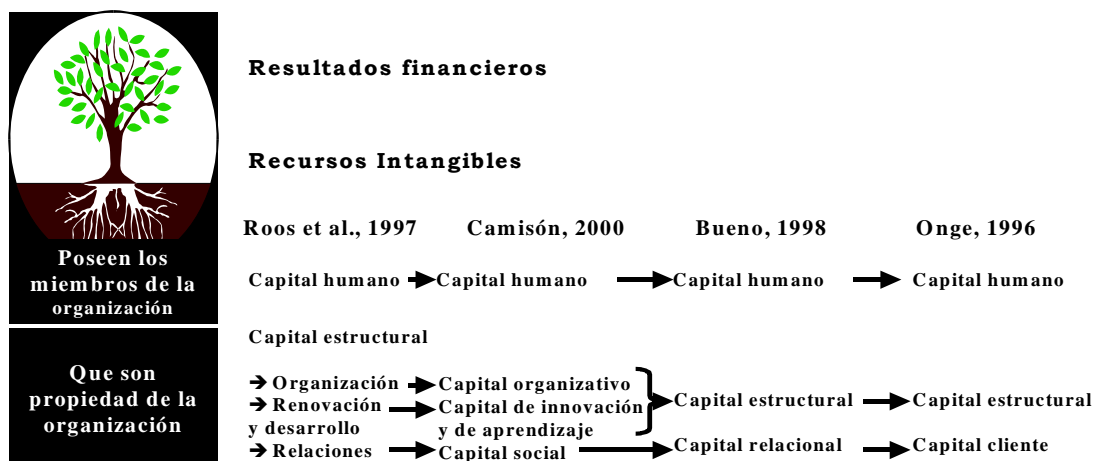 Resultados financieros
Recursos Intangibles
Roos et al., 1997 Camisón, 2000 Bueno, 1998 Onge, 1996
Poseen los
miembros de la
organización
Capital humano Capital humano Capital humano Capital humano
Capital estructural
Que son
propiedad de la
organización
➔ Organización Capital organizativo
➔ Renovación Capital de innovación Capital estructural Capital estructural
y desarrollo y de aprendizaje
➔ Relaciones Capital social Capital relacional Capital cliente